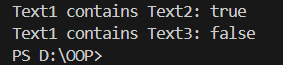 Text1 contains Text2: true
Text1 contains Text3: false
PS D:\OOP>